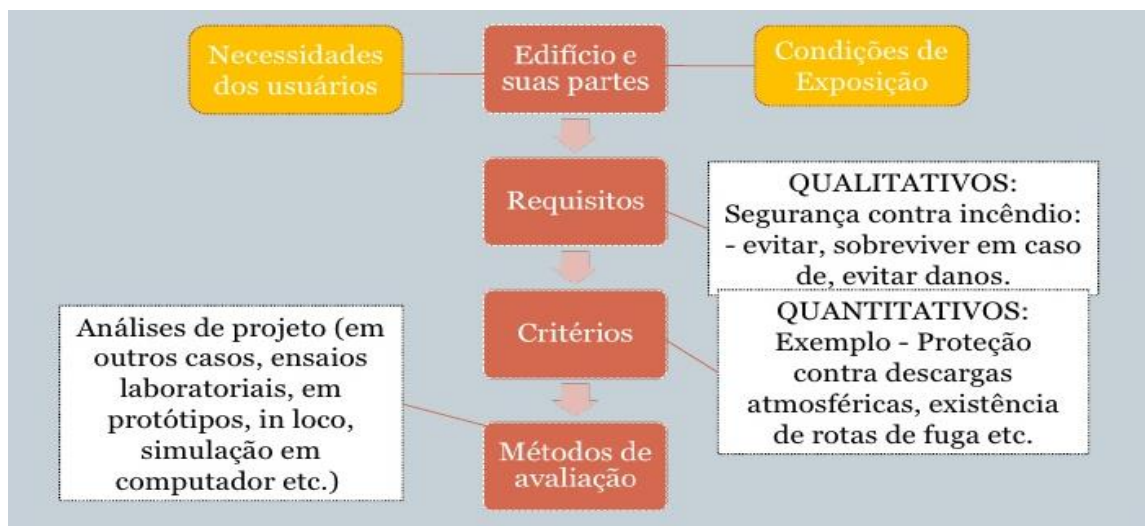 Necessidades
dos usuários
Edifício e
suas partes
Condições de
Exposição
Requisitos
QUALITATIVOS:
Segurança contra incêndio:
- evitar, sobreviver em caso
de, evitar danos.
Critérios
QUANTITATIVOS:
Exemplo - Proteção
contra descargas
atmosféricas, existência
de rotas de fuga etc.
Análises de projeto (em
outros casos, ensaios
laboratoriais, em
protótipos, in loco,
simulação em
computador etc.)
Métodos de
avaliação